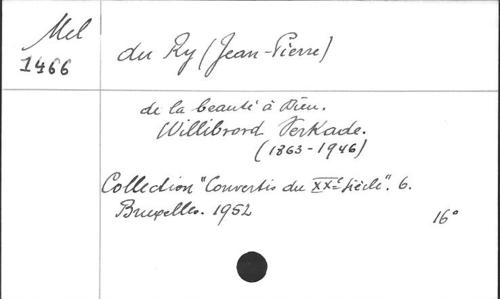 Mel
1466
du Ry (Jean-Pierre)
de la beauté à Dieu.
Willibrord Verkade.
(1863-1946)
Collection "Convertis du XXe siècle". 6.
Bruxelles. 1952
16°